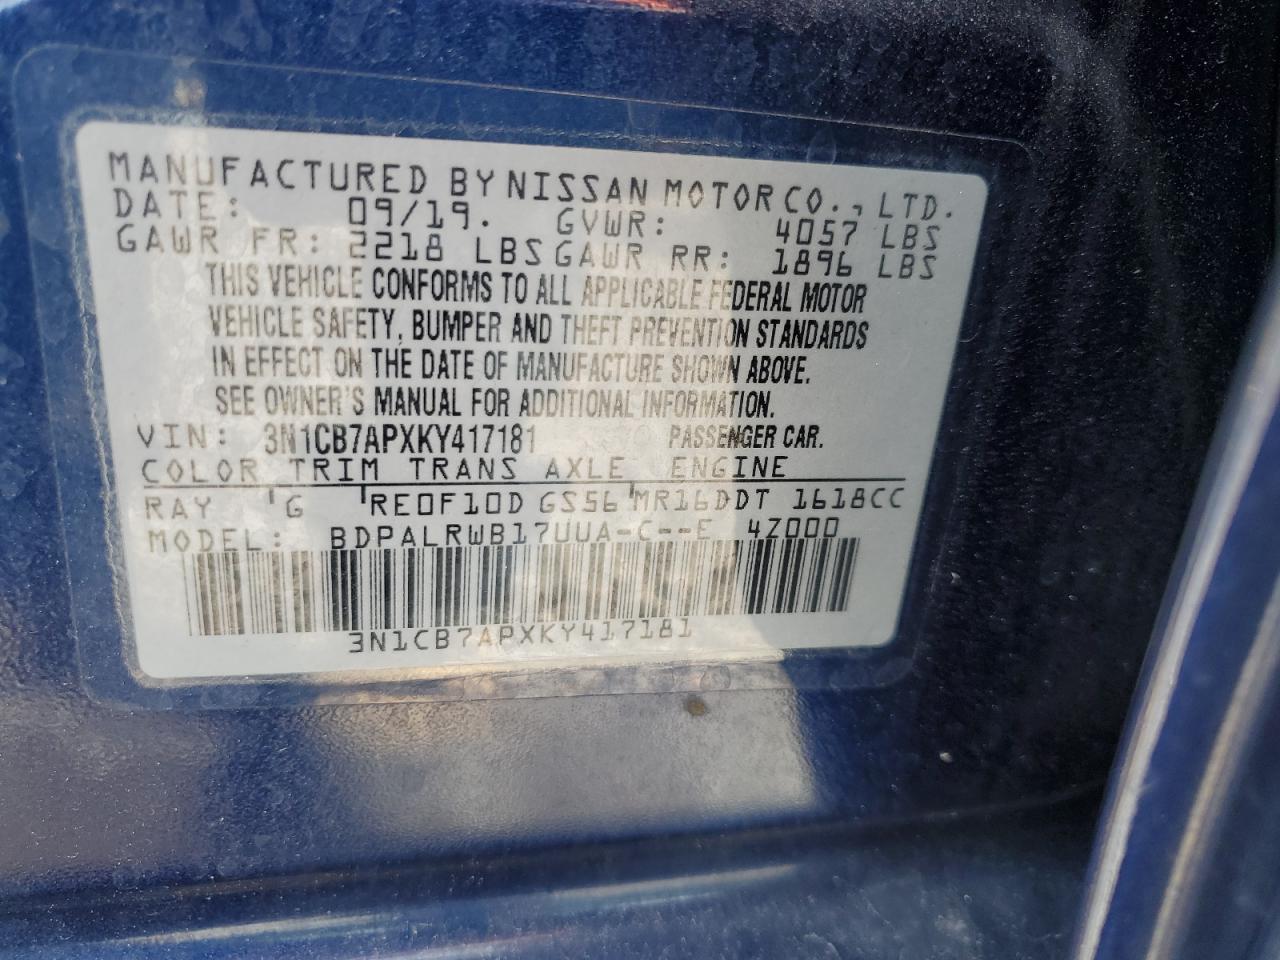 MANUFACTURED BY NISSAN MOTOR CO., LTD.
DATE: 09/19. GVWR: 4057 LBS
GAWR FR: 2218 LBS GAWR RR: 1896 LBS
THIS VEHICLE CONFORMS TO ALL APPLICABLE FEDERAL MOTOR
VEHICLE SAFETY, BUMPER AND THEFT PREVENTION STANDARDS
IN EFFECT ON THE DATE OF MANUFACTURE SHOWN ABOVE.
SEE OWNER'S MANUAL FOR ADDITIONAL INFORMATION.
VIN: 3N1CB7APXKY417181 PASSENGER CAR.
COLOR TRIM TRANS AXLE ENGINE
RAY 'G 'RE0F10D GS56'MR16DDT 1618CC
MODEL: BDPALRWB17UUA-C--E 4Z000
3N1CB7APXKY417181